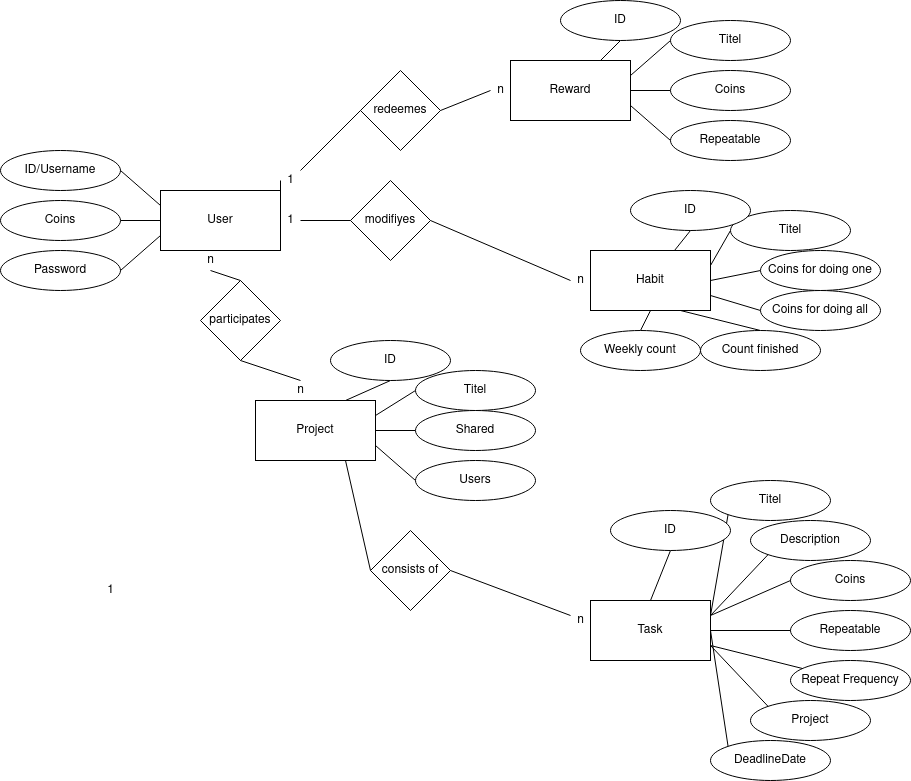 ID
Titel
Coins
Repeatable
Reward
n
redeemes
1
ID/Username
Coins
Password
User
1
modifiyes
n
Habit
ID
Titel
Coins for doing one
Coins for doing all
Weekly count
Count finished
n
participates
n
Project
ID
Titel
Shared
Users
consists of
1
n
Task
ID
Titel
Description
Coins
Repeatable
Repeat Frequency
Project
DeadlineDate